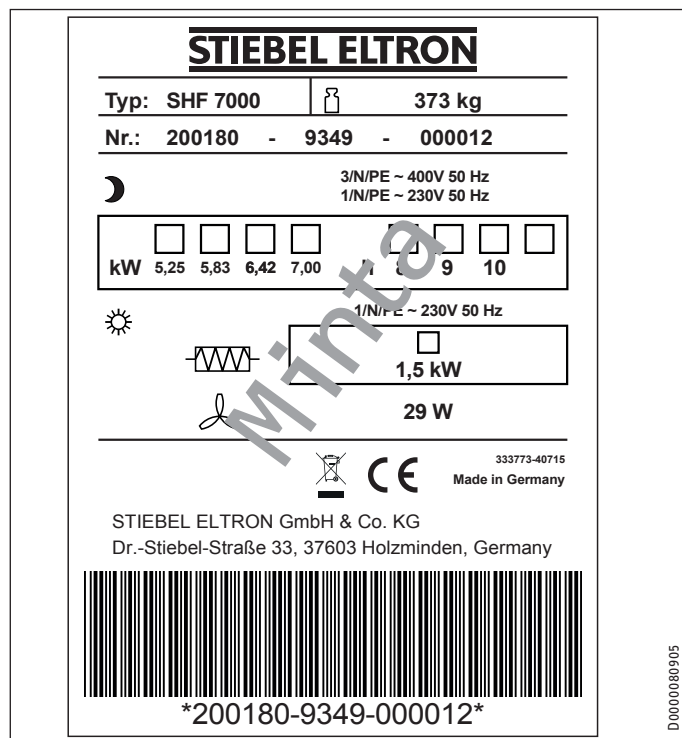 STIEBEL ELTRON
Typ: SHF 7000 373 kg
Nr.: 200180 - 9349 - 000012
3/N/PE ~ 400V 50 Hz
1/N/PE ~ 230V 50 Hz
kW 5,25 5,83 6,42 7,00 h 8 9 10
1/N/PE ~ 230V 50 Hz
1,5 kW
29 W
Minta
333773-40715
CE Made in Germany
STIEBEL ELTRON GmbH & Co. KG
Dr.-Stiebel-Straße 33, 37603 Holzminden, Germany
*200180-9349-000012*
D0000080905